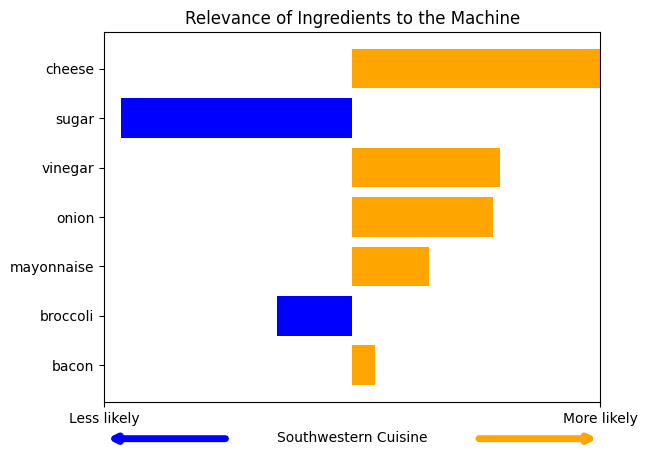 Relevance of Ingredients to the Machine
cheese
sugar
vinegar
onion
mayonnaise
broccoli
bacon
Less likely
More likely
Southwestern Cuisine